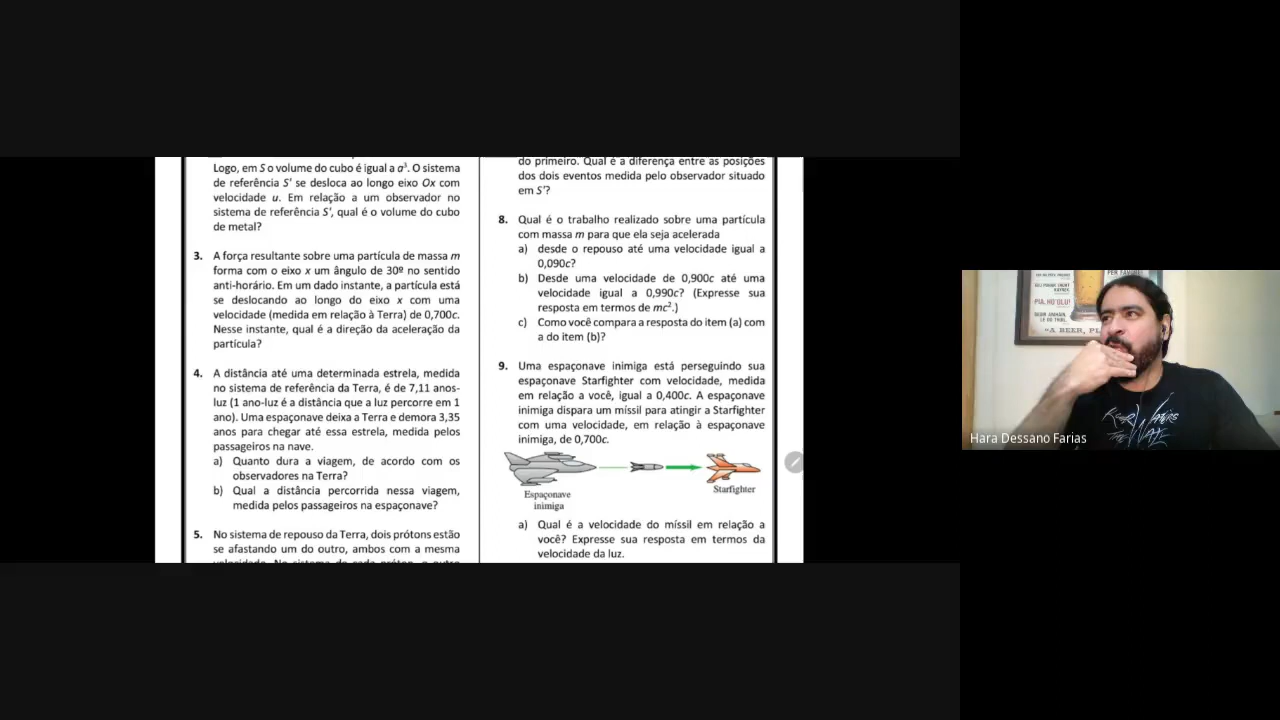 Logo, em S o volume do cubo é igual a a³. O sistema
de referência S' se desloca ao longo eixo Ox com
velocidade u. Em relação a um observador no
sistema de referência S', qual é o volume do cubo
de metal?
3. A força resultante sobre uma partícula de massa m
forma com o eixo x um ângulo de 30º no sentido
anti-horário. Em um dado instante, a partícula está
se deslocando ao longo do eixo x com uma
velocidade (medida em relação à Terra) de 0,700c.
Nesse instante, qual é a direção da aceleração da
partícula?
4. A distância até uma determinada estrela, medida
no sistema de referência da Terra, é de 7,11 anos-
luz (1 ano-luz é a distância que a luz percorre em 1
ano). Uma espaçonave deixa a Terra e demora 3,35
anos para chegar até essa estrela, medida pelos
passageiros na nave.
a) Quanto dura a viagem, de acordo com os
observadores na Terra?
b) Qual a distância percorrida nessa viagem,
medida pelos passageiros na espaçonave?
5. No sistema de repouso da Terra, dois prótons estão
se afastando um do outro, ambos com a mesma
do primeiro. Qual é a diferença entre as posições
dos dois eventos medida pelo observador situado
em S'?
8. Qual é o trabalho realizado sobre uma partícula
com massa m para que ela seja acelerada
a) desde o repouso até uma velocidade igual a
0,090c?
b) Desde uma velocidade de 0,900c até uma
velocidade igual a 0,990c? (Expresse sua
resposta em termos de mc².)
c) Como você compara a resposta do item (a) com
a do item (b)?
9. Uma espaçonave inimiga está perseguindo sua
espaçonave Starfighter com velocidade, medida
em relação a você, igual a 0,400c. A espaçonave
inimiga dispara um míssil para atingir a Starfighter
com uma velocidade, em relação à espaçonave
inimiga, de 0,700c.
Espaçonave
inimiga
Starfighter
a) Qual é a velocidade do míssil em relação a
você? Expresse sua resposta em termos da
velocidade da luz.
Hara Dessano Farias